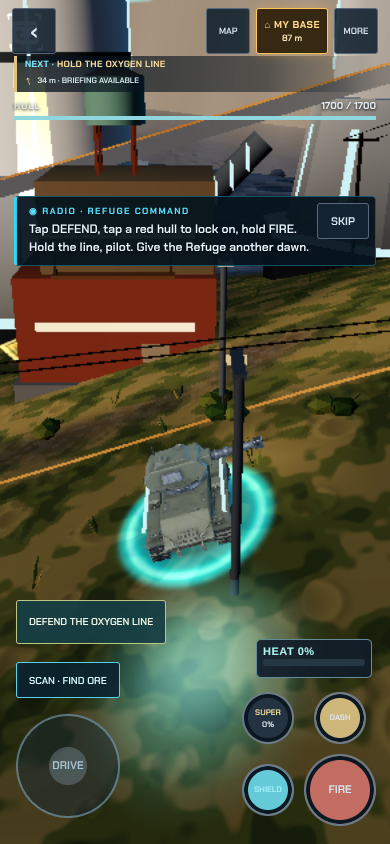 MAP
⌂ MY BASE
87 m
MORE
NEXT · HOLD THE OXYGEN LINE
34 m · BRIEFING AVAILABLE
HULL
1700 / 1700
◉ RADIO · REFUGE COMMAND
Tap DEFEND, tap a red hull to lock on, hold FIRE.
Hold the line, pilot. Give the Refuge another dawn.
SKIP
DEFEND THE OXYGEN LINE
HEAT 0%
SCAN · FIND ORE
SUPER
0%
DASH
DRIVE
SHIELD
FIRE